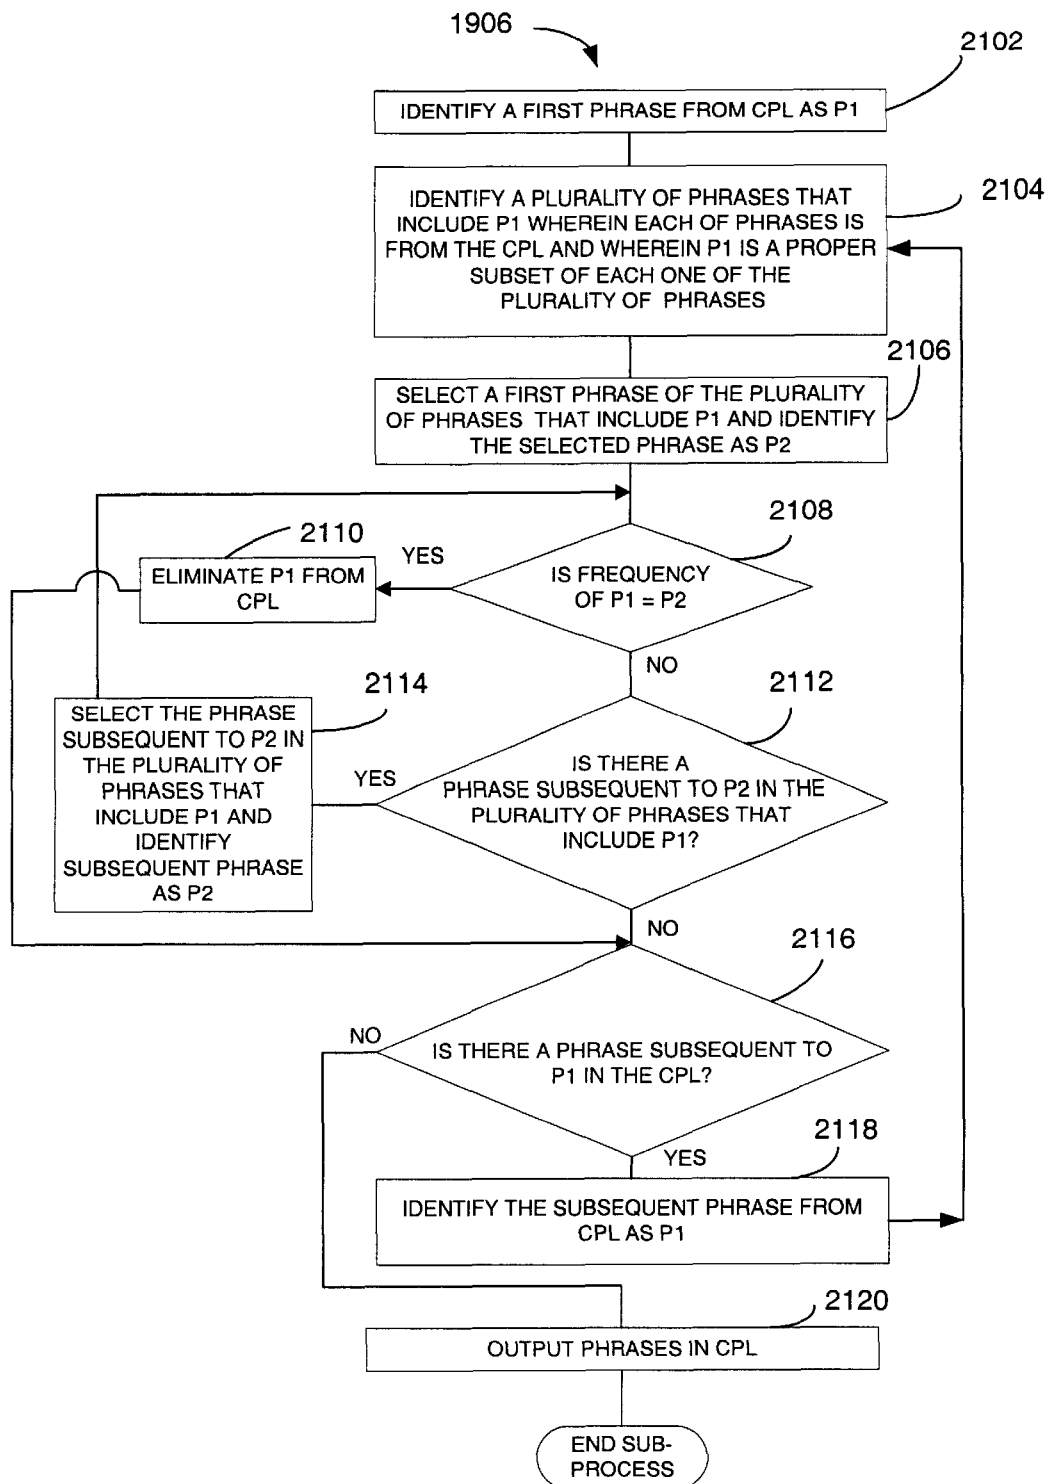 1906
2102
IDENTIFY A FIRST PHRASE FROM CPL AS P1
2104
IDENTIFY A PLURALITY OF PHRASES THAT
INCLUDE P1 WHEREIN EACH OF PHRASES IS
FROM THE CPL AND WHEREIN P1 IS A PROPER
SUBSET OF EACH ONE OF THE
PLURALITY OF PHRASES
2106
SELECT A FIRST PHRASE OF THE PLURALITY
OF PHRASES THAT INCLUDE P1 AND IDENTIFY
THE SELECTED PHRASE AS P2
2108
IS FREQUENCY
OF P1 = P2
YES
2110
ELIMINATE P1 FROM
CPL
NO
2112
IS THERE A
PHRASE SUBSEQUENT TO P2 IN THE
PLURALITY OF PHRASES THAT
INCLUDE P1?
YES
2114
SELECT THE PHRASE
SUBSEQUENT TO P2 IN
THE PLURALITY OF
PHRASES THAT
INCLUDE P1 AND
IDENTIFY
SUBSEQUENT PHRASE
AS P2
NO
2116
IS THERE A PHRASE SUBSEQUENT TO
P1 IN THE CPL?
NO
YES
2118
IDENTIFY THE SUBSEQUENT PHRASE FROM
CPL AS P1
2120
OUTPUT PHRASES IN CPL
END SUB-
PROCESS